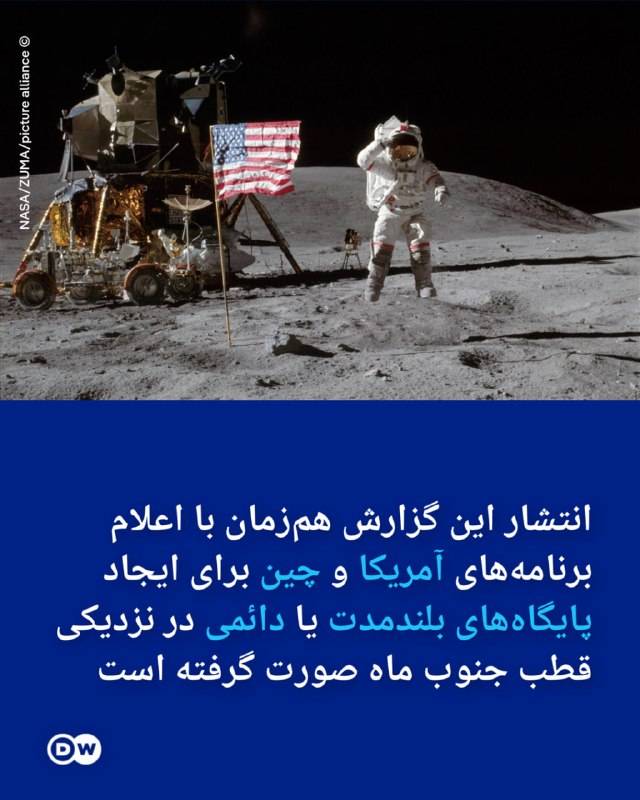 NASA/ZUMA/picture alliance ©
انتشار این گزارش هم‌زمان با اعلام
برنامه‌های آمریکا و چین برای ایجاد
پایگاه‌های بلندمدت یا دائمی در نزدیکی
قطب جنوب ماه صورت گرفته است
DW